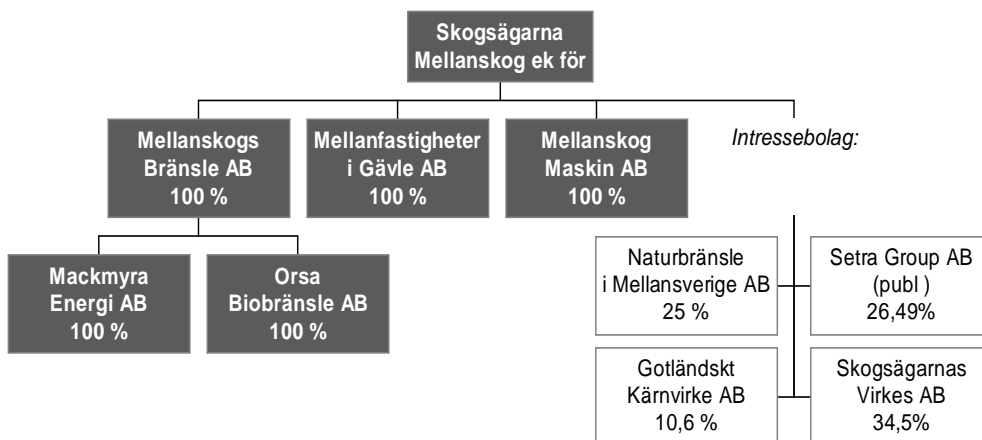 Skogsägarna
Mellanskog ek för
Mellanskogs
Bränsle AB
100 %
Mellanfastigheter
i Gävle AB
100 %
Mellanskog
Maskin AB
100 %
Intressebolag:
Mackmyra
Energi AB
100 %
Orsa
Biobränsle AB
100 %
Naturbränsle
i Mellansverige AB
25 %
Setra Group AB
(publ )
26,49%
Gotländskt
Kärnvirke AB
10,6 %
Skogsägarnas
Virkes AB
34,5%